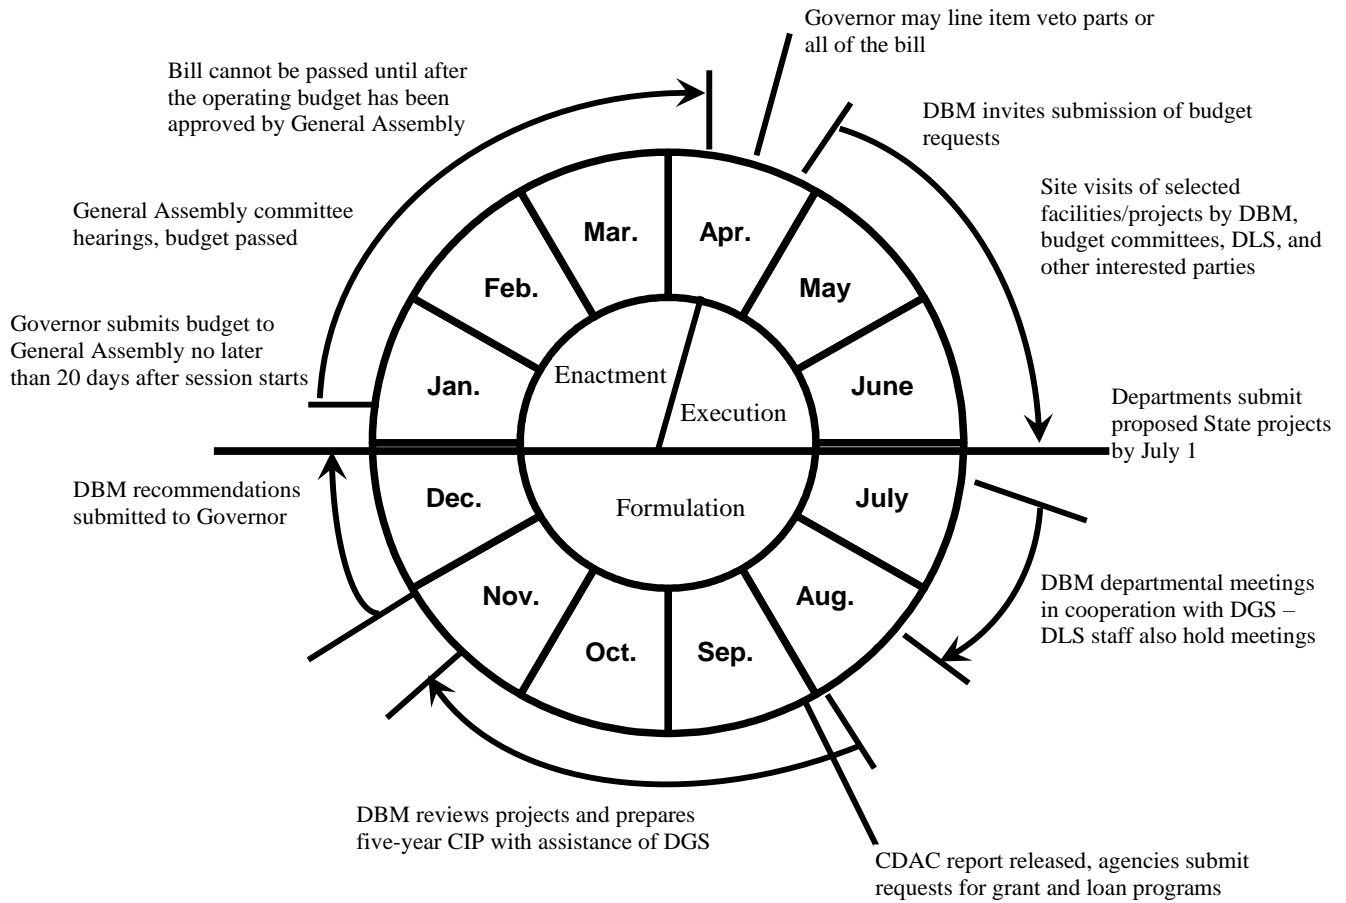 Governor may line item veto parts or
all of the bill
Bill cannot be passed until after
the operating budget has been
approved by General Assembly
DBM invites submission of budget
requests
Site visits of selected
facilities/projects by DBM,
budget committees, DLS, and
other interested parties
General Assembly committee
hearings, budget passed
Mar.
Apr.
Feb.
May
Governor submits budget to
General Assembly no later
than 20 days after session starts
Jan.
Enactment
Execution
June
Departments submit
proposed State projects
by July 1
DBM recommendations
submitted to Governor
Dec.
Formulation
July
Nov.
Aug.
DBM departmental meetings
in cooperation with DGS –
DLS staff also hold meetings
Oct.
Sep.
DBM reviews projects and prepares
five-year CIP with assistance of DGS
CDAC report released, agencies submit
requests for grant and loan programs